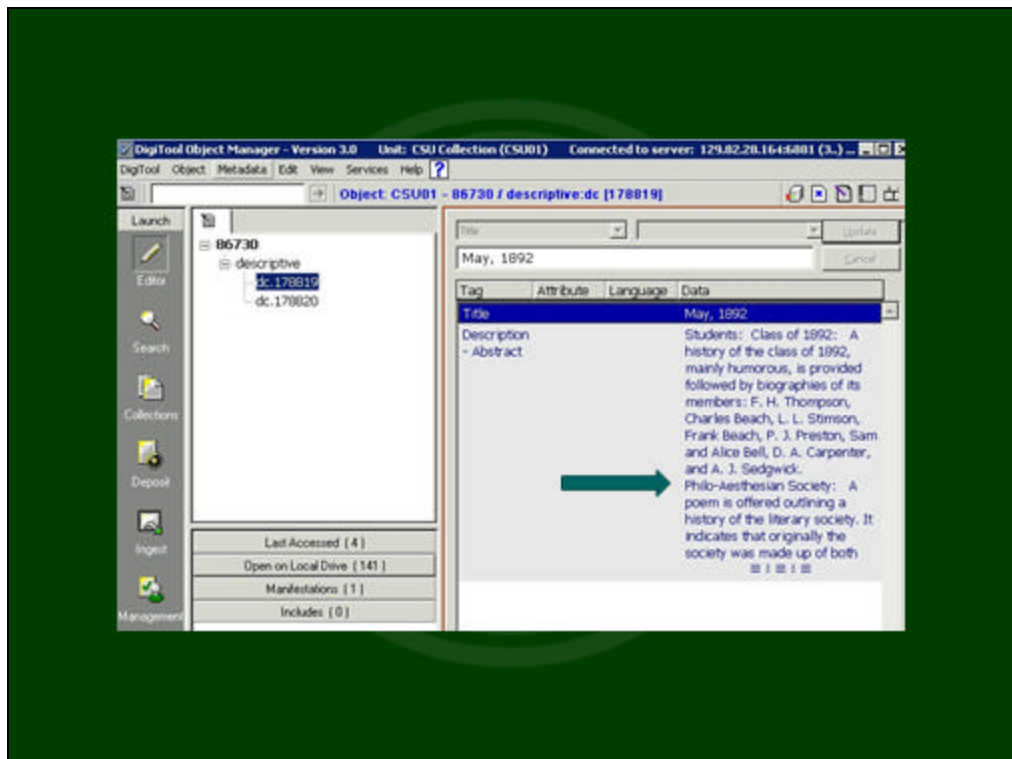 DigiTool Object Manager - Version 3.0 Unit: CSU Collection (CSU01) Connected to server: 129.82.28.164:6801 (3..) ...
DigiTool Object Metadata Edit View Services Help ?
Object: CSU01 - 86730 / descriptive:dc [178819]
Launch
Editor
Search
Collections
Deposit
Ingest
Management
86730
descriptive
dc.178819
dc.178820
Last Accessed ( 4 )
Open on Local Drive ( 141 )
Manifestations ( 1 )
Includes ( 0 )
Title
Update
May, 1892
Cancel
Tag Attribute Language Data
Title May, 1892
Description
- Abstract
Students: Class of 1892: A
history of the class of 1892,
mainly humorous, is provided
followed by biographies of its
members: F. H. Thompson,
Charles Beach, L. L. Stimson,
Frank Beach, P. J. Preston, Sam
and Alice Bell, D. A. Carpenter,
and A. J. Sedgwick.
Philo-Aesthesian Society: A
poem is offered outlining a
history of the literary society. It
indicates that originally the
society was made up of both